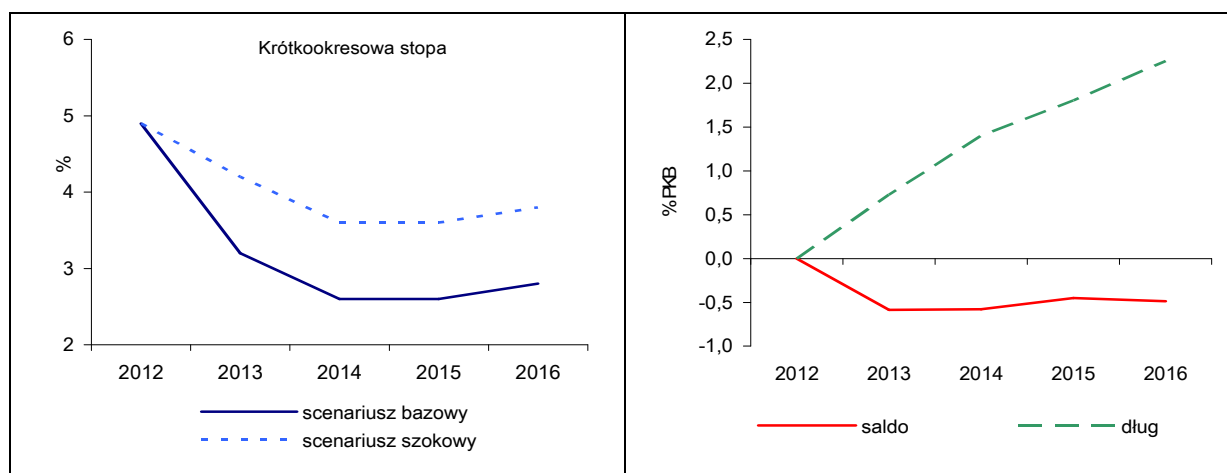 Krótkookresowa stopa
6
5
4
3
2
%
2012 2013 2014 2015 2016
scenariusz bazowy
scenariusz szokowy
2,5
2,0
1,5
1,0
0,5
0,0
-0,5
-1,0
% PKB
2012 2013 2014 2015 2016
saldo dług